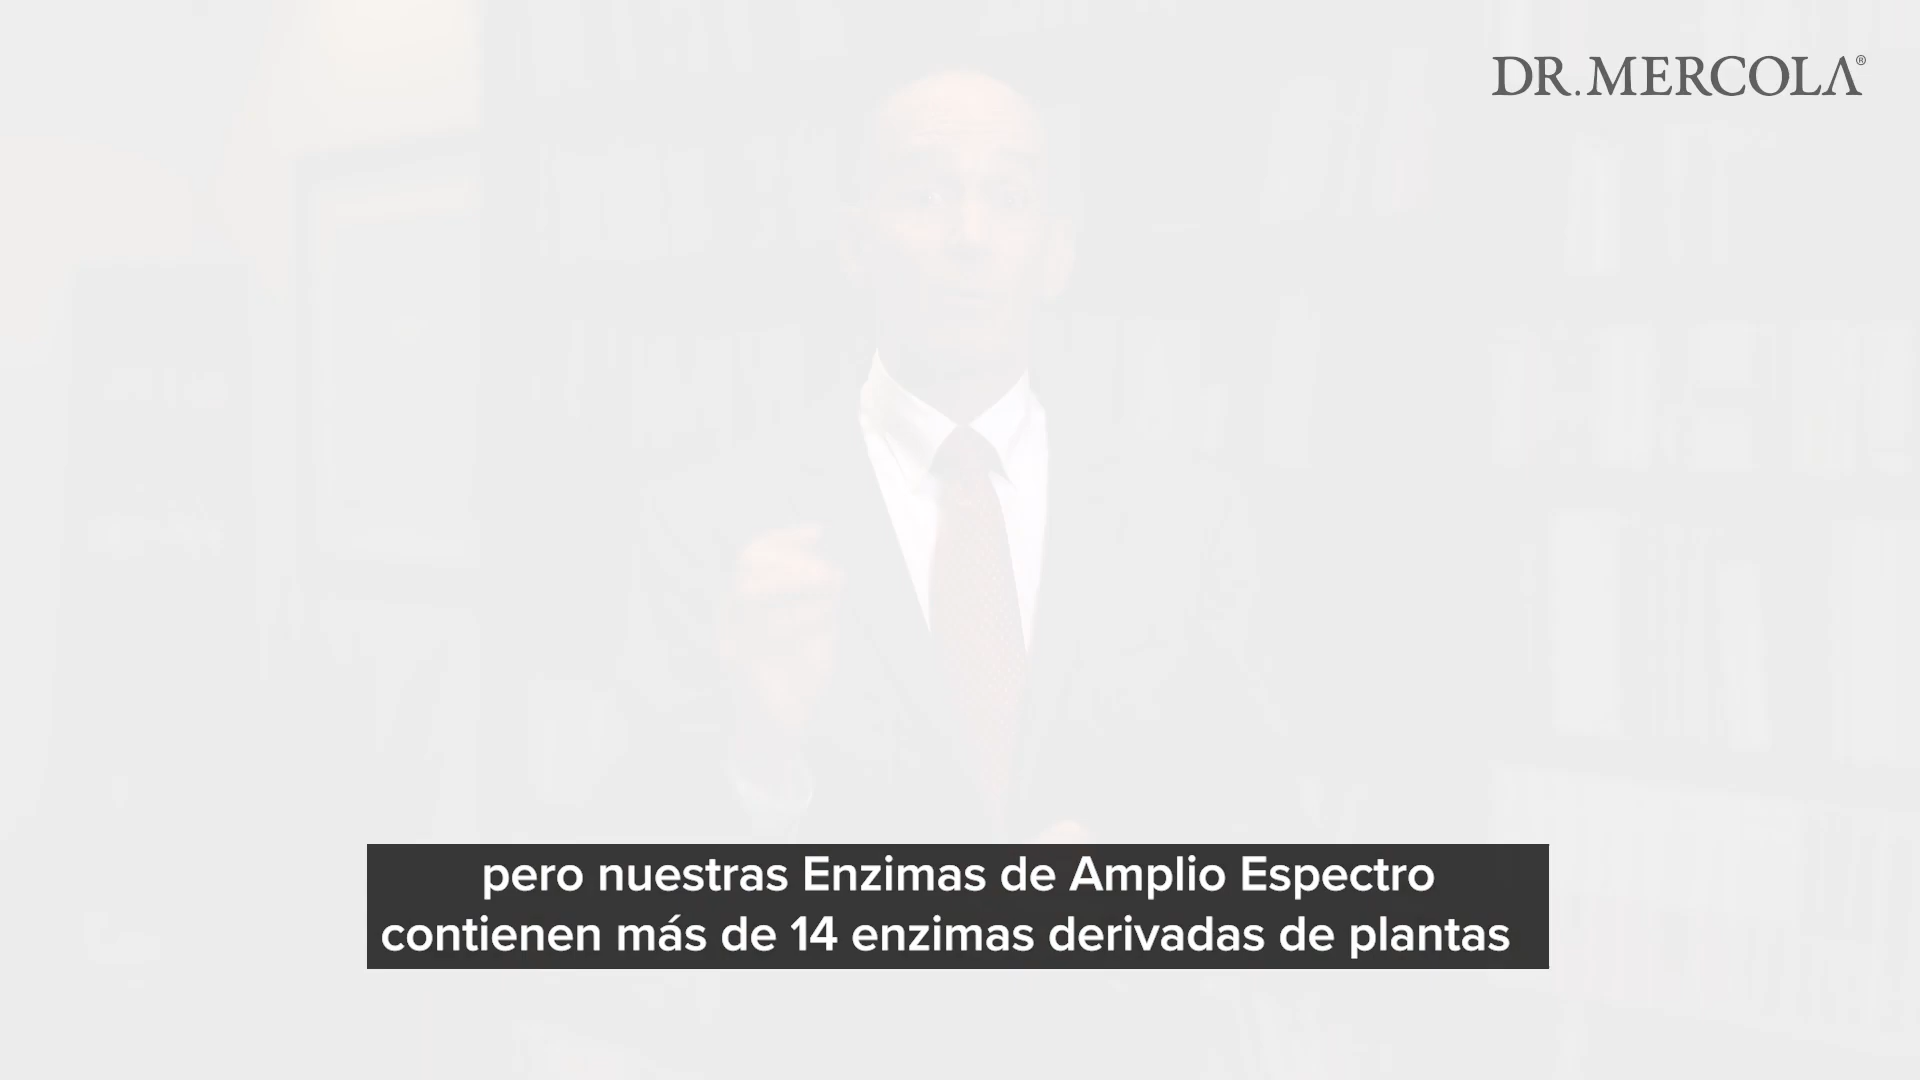 DR. MERCOLA®
pero nuestras Enzimas de Amplio Espectro
contienen más de 14 enzimas derivadas de plantas